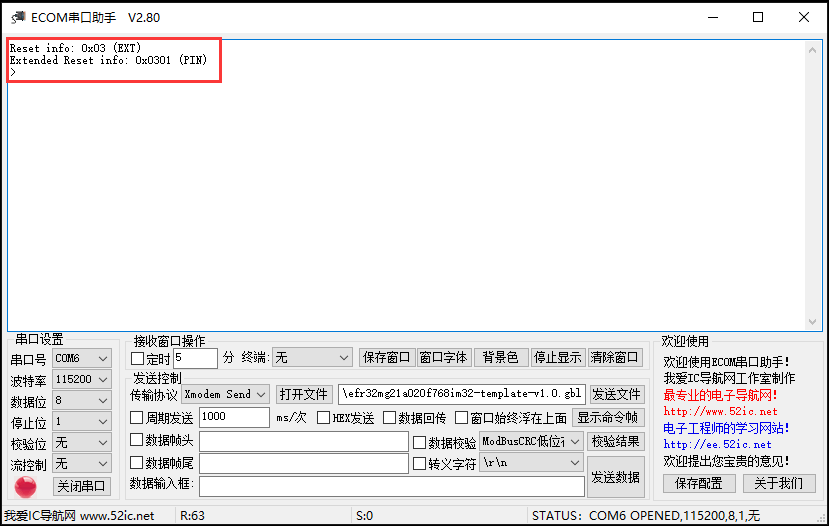 ECOM串口助手 V2.80
Reset info: 0x03 (EXT)
Extended Reset info: 0x0301 (PIN)
>
串口设置
串口号 COM6
波特率 115200
数据位 8
停止位 1
校验位 无
流控制 无
关闭串口
接收窗口操作
定时 5 分 终端: 无 保存窗口 窗口字体 背景色 停止显示 清除窗口
发送控制
传输协议 Xmodem Send 打开文件 \efr32mg21a020f768im32-template-v1.0.gbl 发送文件
周期发送 1000 ms/次 HEX发送 数据回传 窗口始终浮在上面 显示命令帧
数据帧头 数据校验 ModBusCRC低位 校验结果
数据帧尾 转义字符 \r\n
数据输入框: 发送数据
欢迎使用
欢迎使用ECOM串口助手!
我爱IC导航网工作室制作
最专业的电子导航网!
http://www.52ic.net
电子工程师的学习网站!
http://ee.52ic.net
欢迎提出您宝贵的意见!
保存配置 关于我们
我爱IC导航网 www.52ic.net R:63 S:0 STATUS: COM6 OPENED,115200,8,1,无